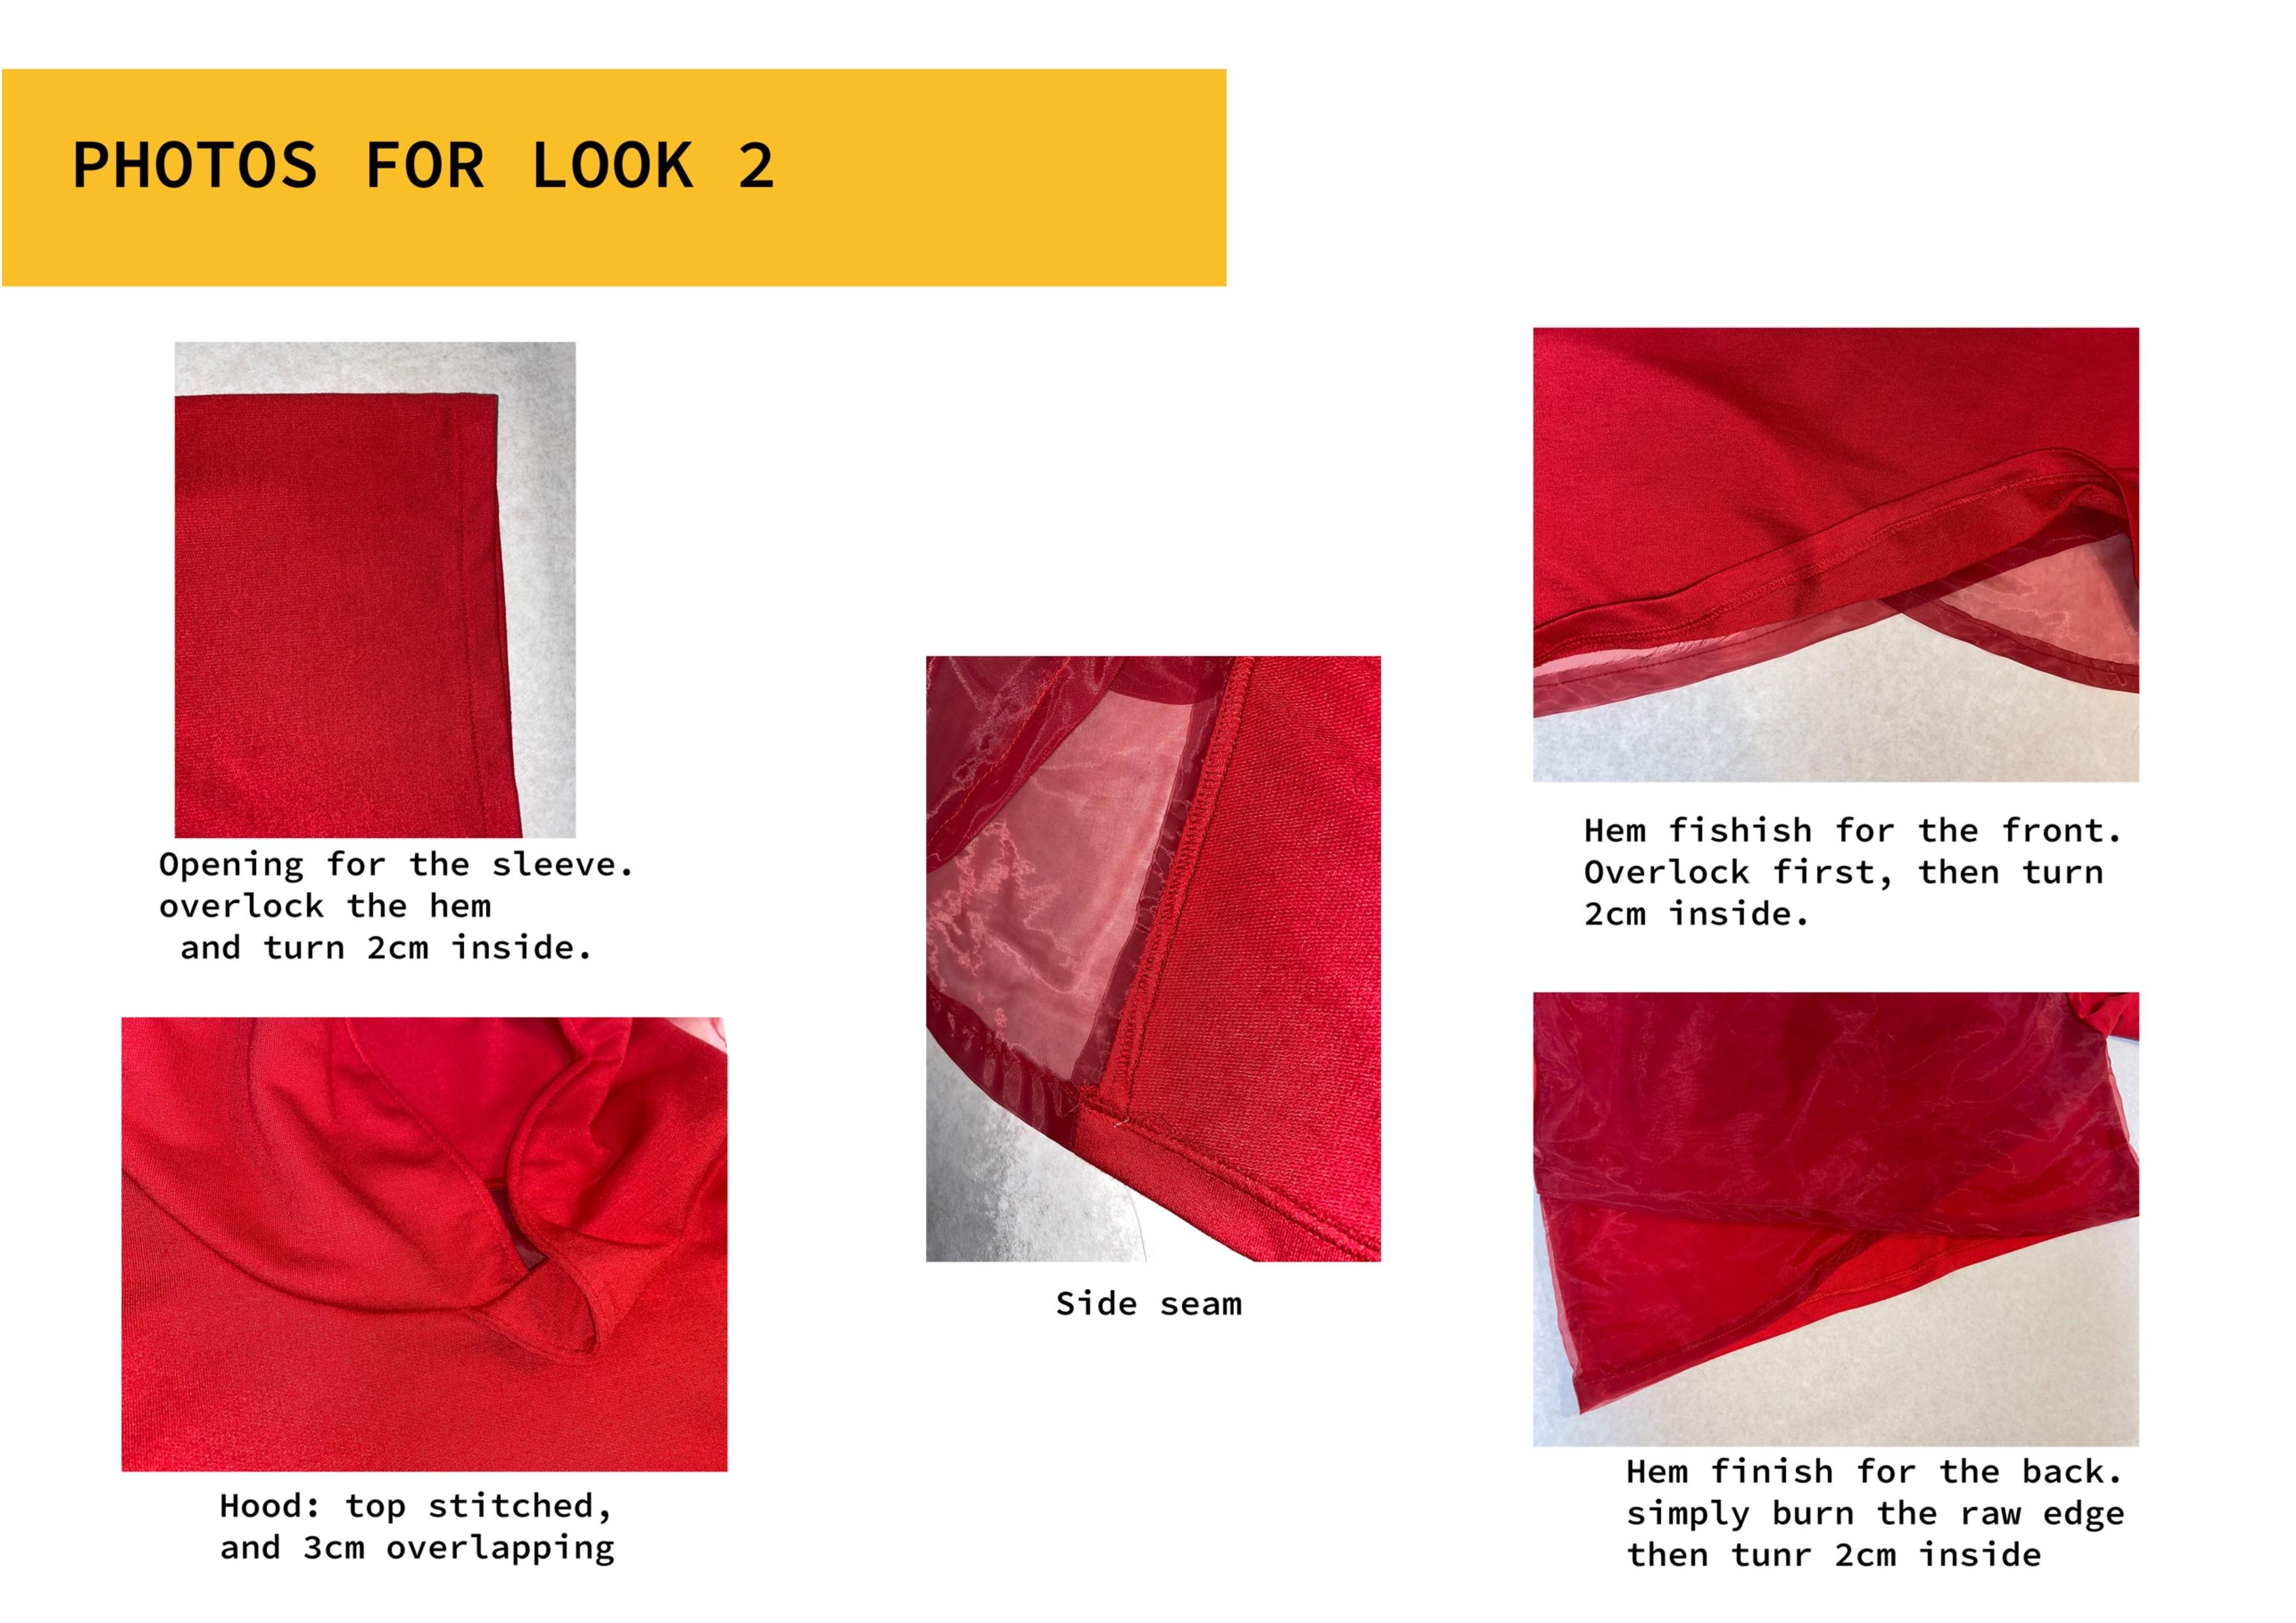 PHOTOS FOR LOOK 2
Opening for the sleeve.
overlock the hem
and turn 2cm inside.
Hood: top stitched,
and 3cm overlapping
Side seam
Hem fishish for the front.
Overlock first, then turn
2cm inside.
Hem finish for the back.
simply burn the raw edge
then tunr 2cm inside